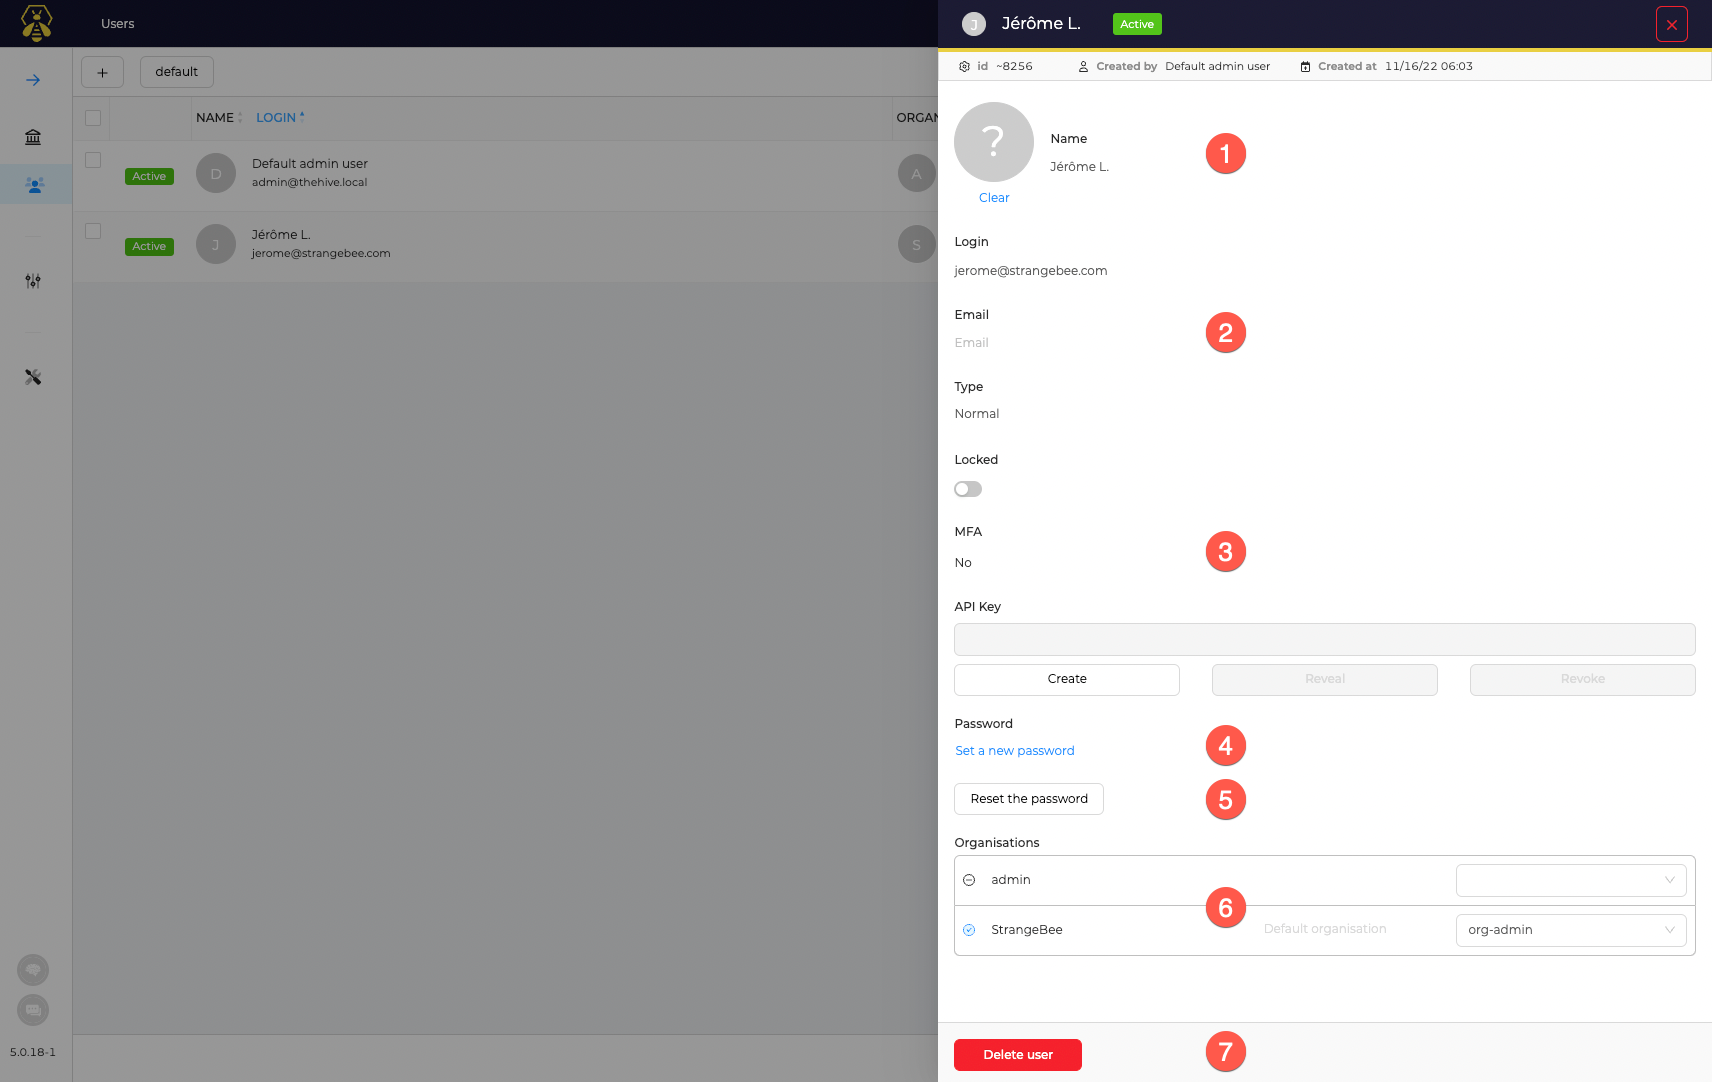 Users
Jérôme L.
J
Active
id ~8256
Created by Default admin user
Created at 11/16/22 06:03
default
NAME
LOGIN
ORGAN
Active
D
Default admin user
admin@thehive.local
A
Active
J
Jérôme L.
jerome@strangebee.com
S
5.0.18-1
?
Clear
Name
Jérôme L.
1
Login
jerome@strangebee.com
Email
Email
2
Type
Normal
Locked
MFA
No
3
API Key
Create
Reveal
Revoke
Password
Set a new password
4
Reset the password
5
Organisations
admin
6
StrangeBee
Default organisation
org-admin
Delete user
7